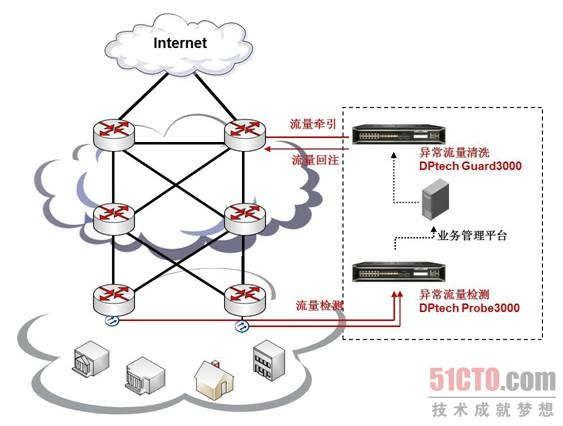 Internet
流量牵引
流量回注
异常流量清洗
DPtech Guard3000
业务管理平台
流量检测
异常流量检测
DPtech Probe3000
51CTO.com
技术成就梦想